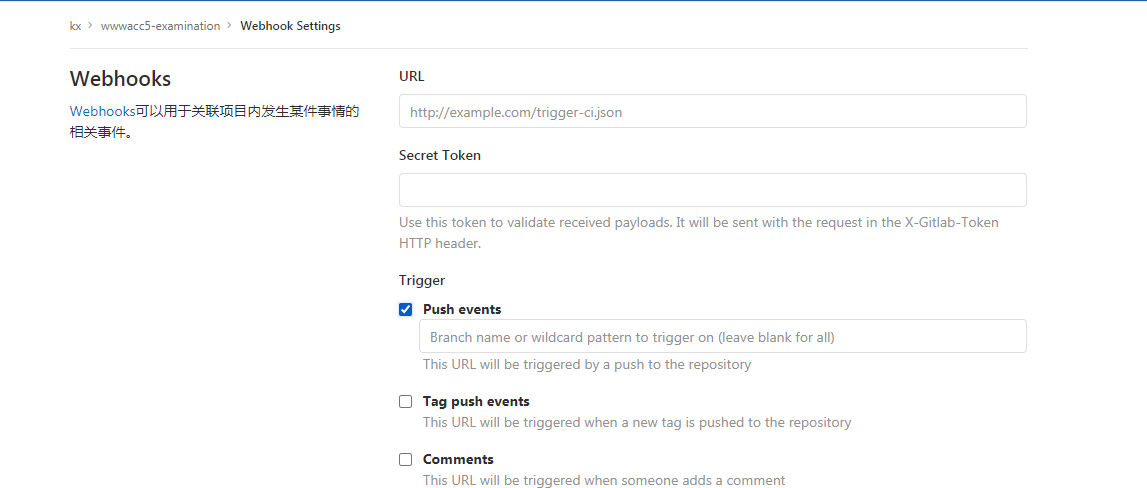 kx > wwwacc5-examination > Webhook Settings
Webhooks
Webhooks可以用于关联项目内发生某件事情的
相关事件。
URL
http://example.com/trigger-ci.json
Secret Token
Use this token to validate received payloads. It will be sent with the request in the X-Gitlab-Token
HTTP header.
Trigger
Push events
Branch name or wildcard pattern to trigger on (leave blank for all)
This URL will be triggered by a push to the repository
Tag push events
This URL will be triggered when a new tag is pushed to the repository
Comments
This URL will be triggered when someone adds a comment